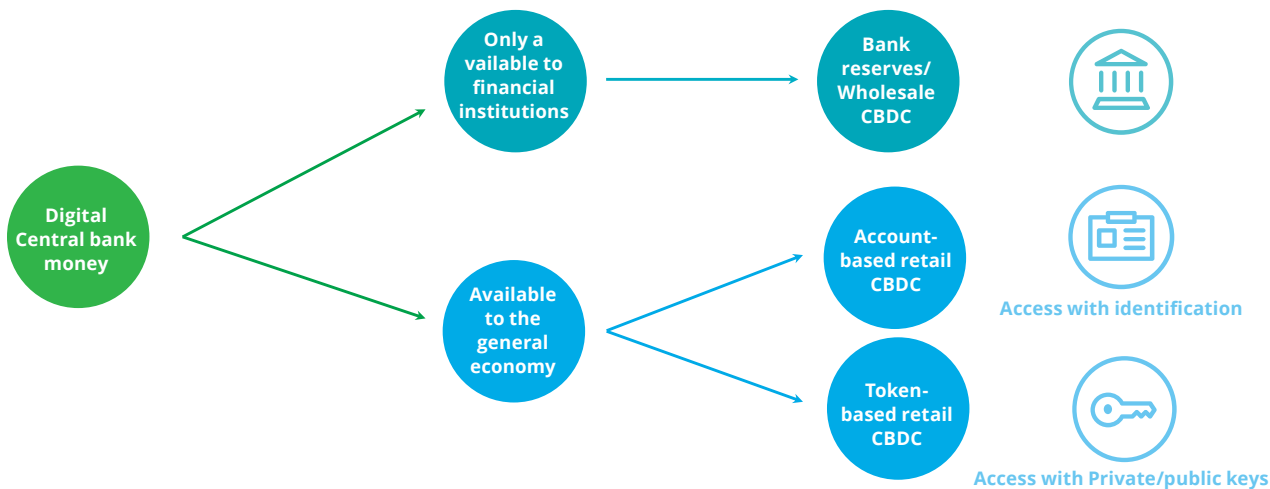 Only a
vailable to
financial
institutions
Bank
reserves/
Wholesale
CBDC
Digital
Central bank
money
Available
to the
general
economy
Account-
based retail
CBDC
Access with identification
Token-
based retail
CBDC
Access with Private/public keys